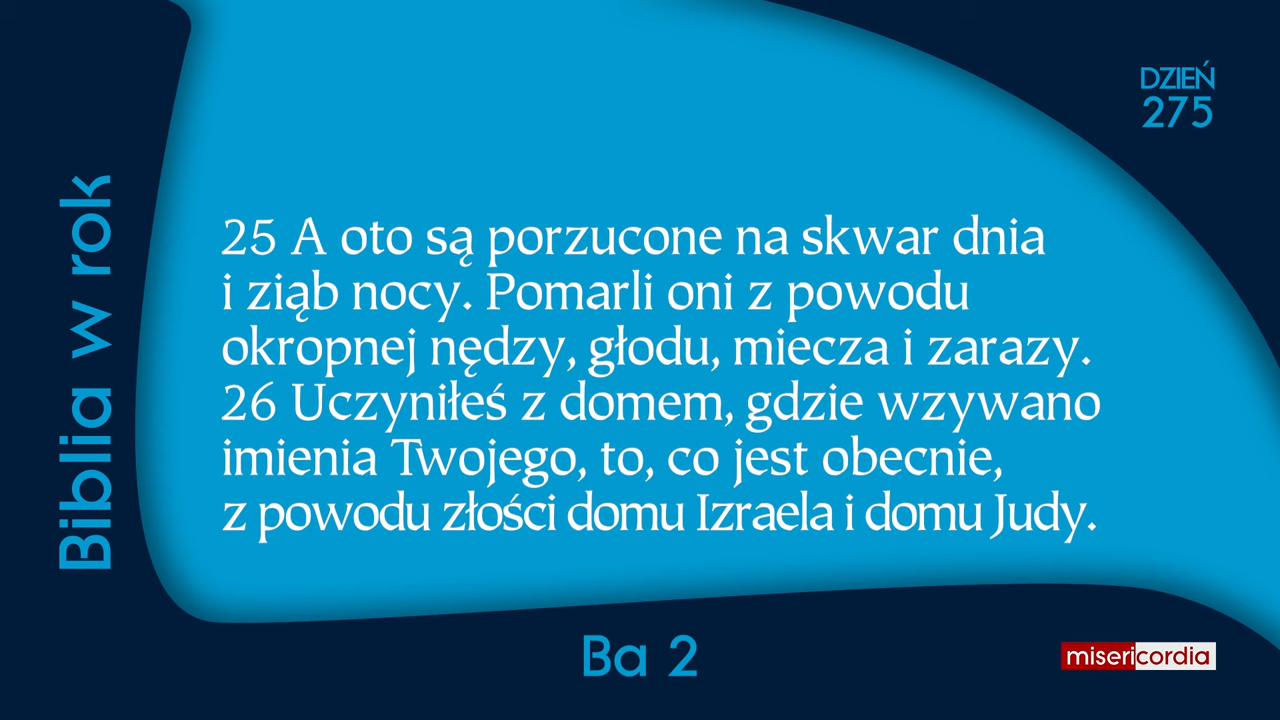 DZIEŃ
275
Biblia w rok
25 A oto są porzucone na skwar dnia
i ziąb nocy. Pomarli oni z powodu
okropnej nędzy, głodu, miecza i zarazy.
26 Uczyniłeś z domem, gdzie wzywano
imienia Twojego, to, co jest obecnie,
z powodu złości domu Izraela i domu Judy.
Ba 2
misericordia